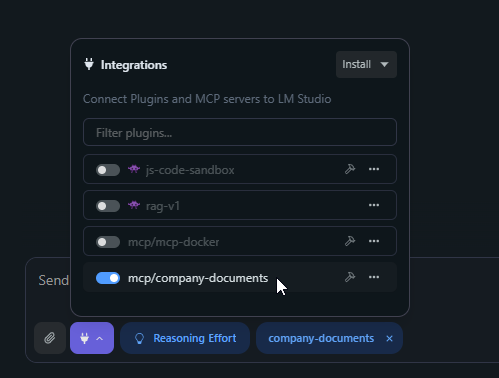 Integrations
Install
Connect Plugins and MCP servers to LM Studio
Filter plugins...
js-code-sandbox
rag-v1
mcp/mcp-docker
mcp/company-documents
Send
Reasoning Effort
company-documents